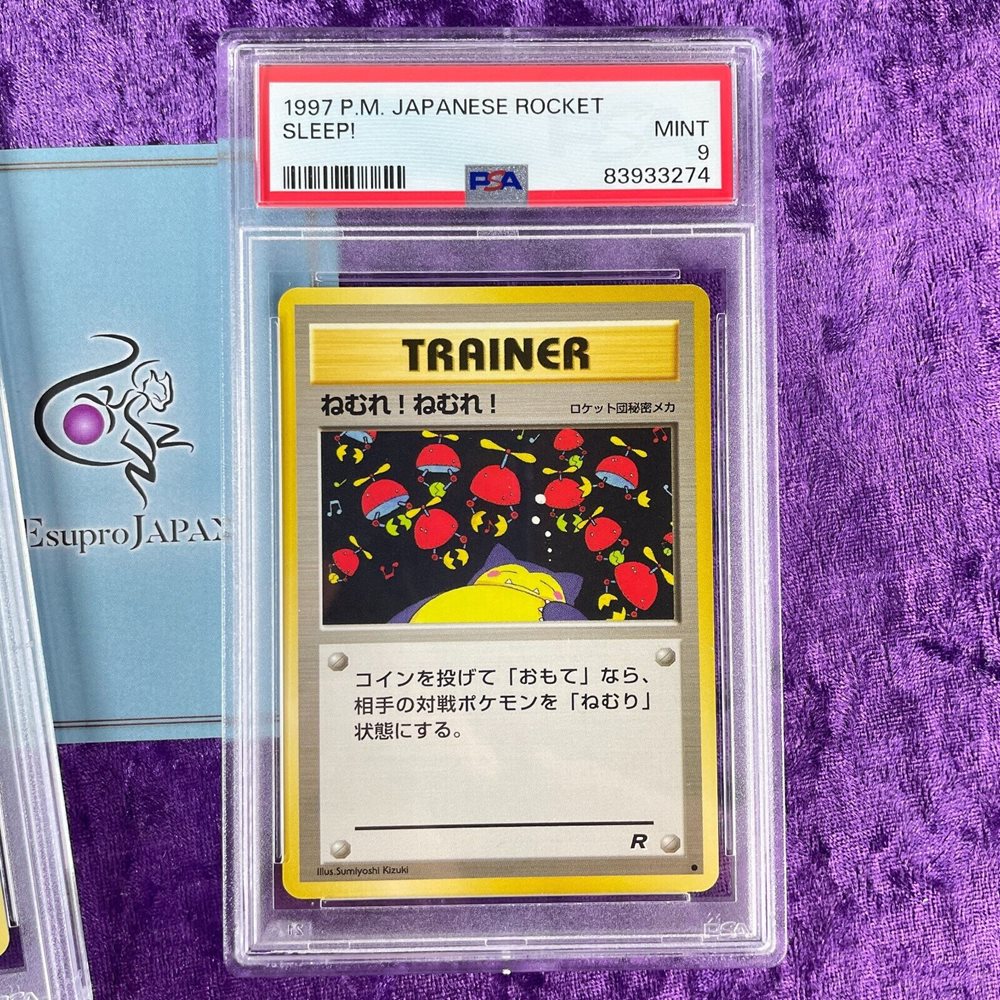 1997 P.M. JAPANESE ROCKET
SLEEP!
MINT
9
PSA
83933274
TRAINER
ねむれ！ねむれ！
ロケット団秘密メカ
EsuproJAPAN
コインを投げて「おもて」なら、
相手の対戦ポケモンを「ねむり」
状態にする。
R
Illus.Sumiyoshi Kizuki
PSA